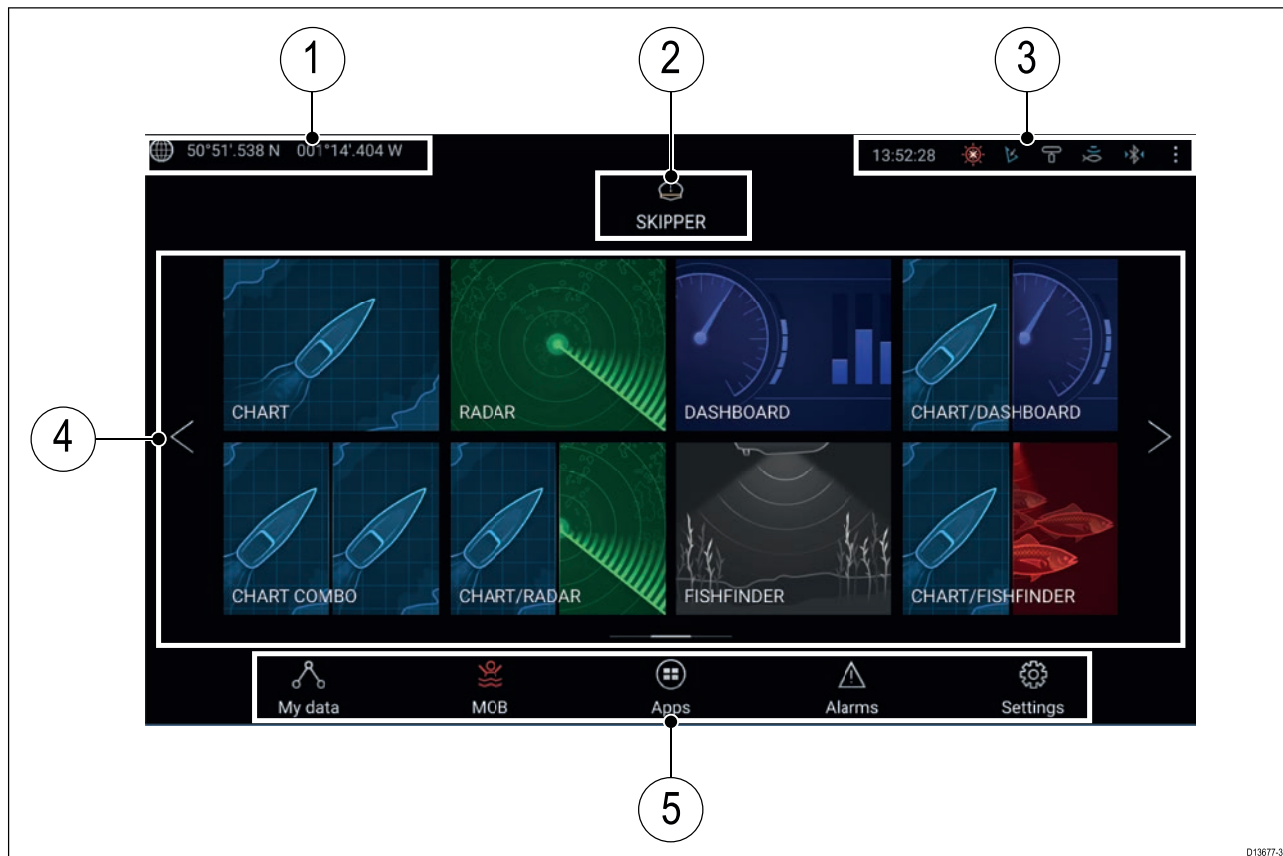 1
2
3
50°51'.538 N 001°14'.404 W
13:52:28
SKIPPER
CHART
RADAR
DASHBOARD
CHART/DASHBOARD
4
CHART COMBO
CHART/RADAR
FISHFINDER
CHART/FISHFINDER
My data
MOB
Apps
Alarms
Settings
5
D13677-3